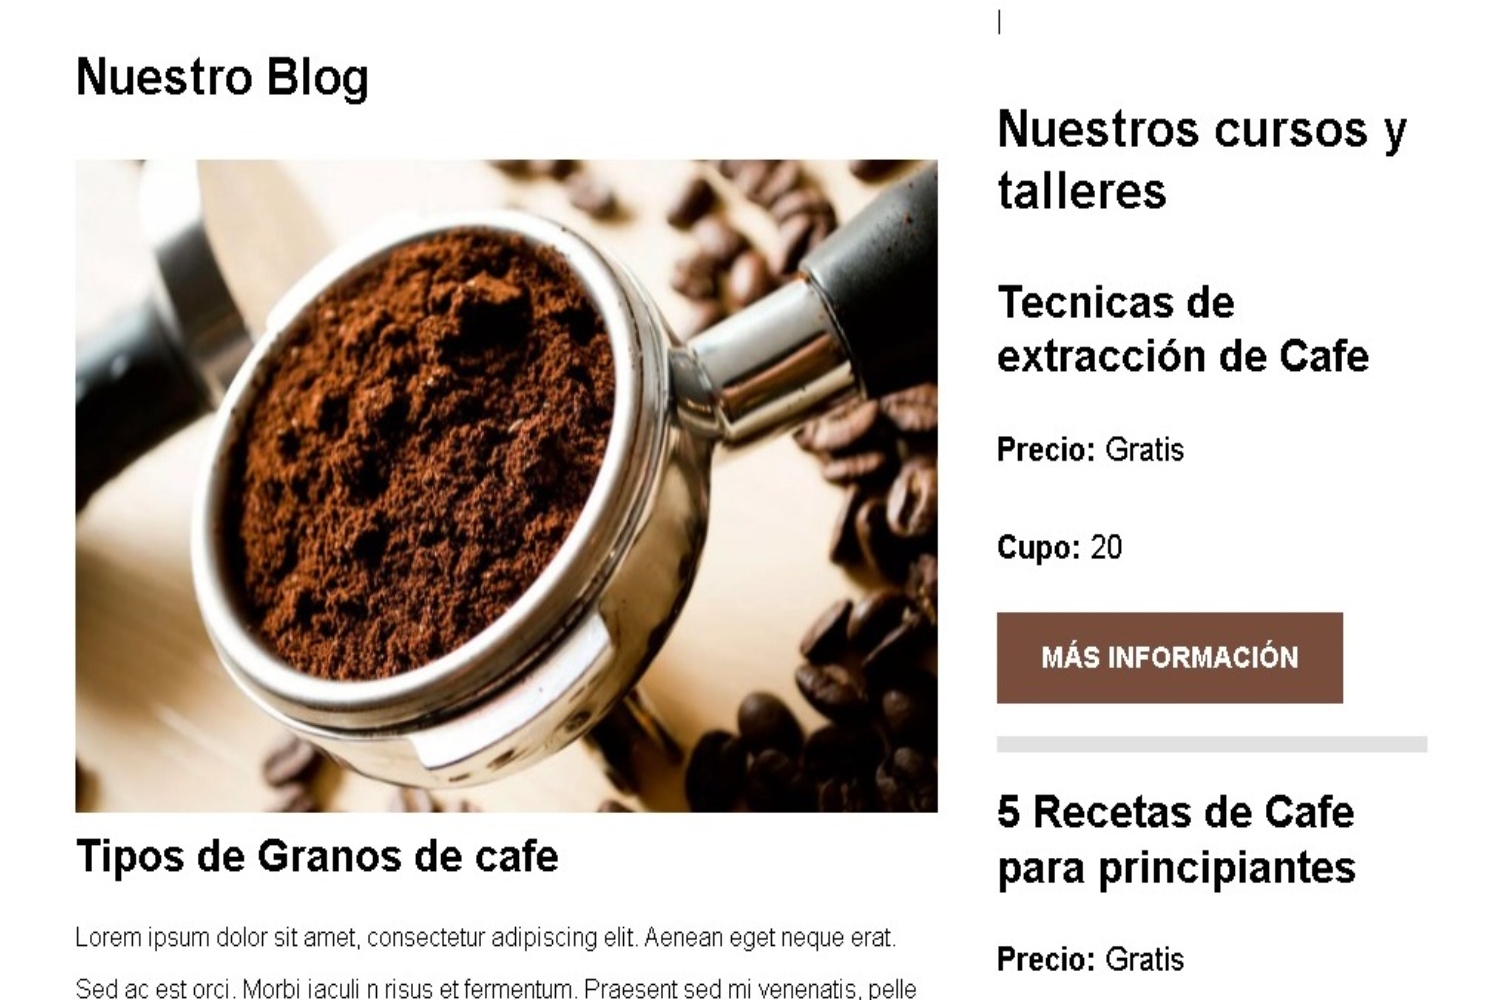 Nuestro Blog
Tipos de Granos de cafe
Lorem ipsum dolor sit amet, consectetur adipiscing elit. Aenean eget neque erat.
Sed ac est orci. Morbi iaculi n risus et fermentum. Praesent sed mi venenatis, pelle
|
Nuestros cursos y
talleres
Tecnicas de
extracción de Cafe
Precio: Gratis
Cupo: 20
MÁS INFORMACIÓN
5 Recetas de Cafe
para principiantes
Precio: Gratis